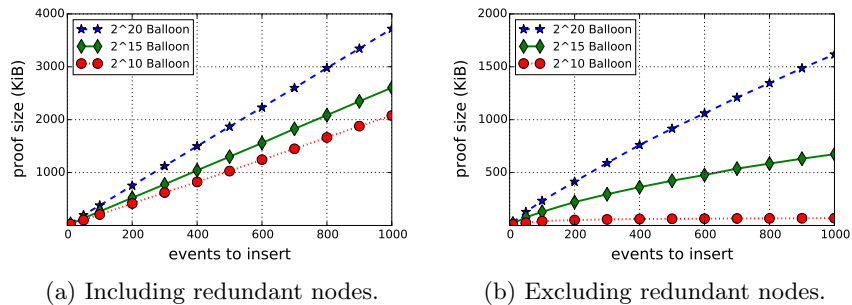 4000
3000
2000
1000
0 200 400 600 800 1000
proof size (KiB)
events to insert
2^20 Balloon
2^15 Balloon
2^10 Balloon
(a) Including redundant nodes.
2000
1500
1000
500
0 200 400 600 800 1000
proof size (KiB)
events to insert
2^20 Balloon
2^15 Balloon
2^10 Balloon
(b) Excluding redundant nodes.